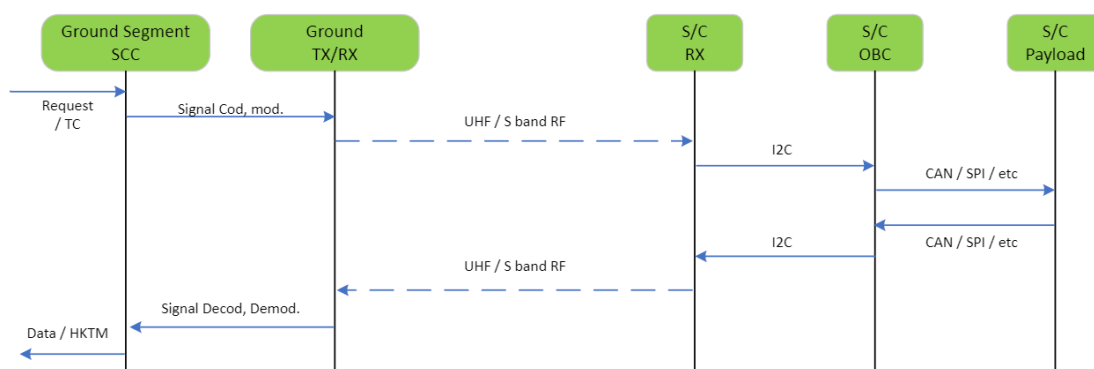 Ground Segment
SCC
Ground
TX/RX
S/C
RX
S/C
OBC
S/C
Payload
Request
/ TC
Signal Cod, mod.
UHF / S band RF
I2C
CAN / SPI / etc
CAN / SPI / etc
I2C
UHF / S band RF
Signal Decod, Demod.
Data / HKTM